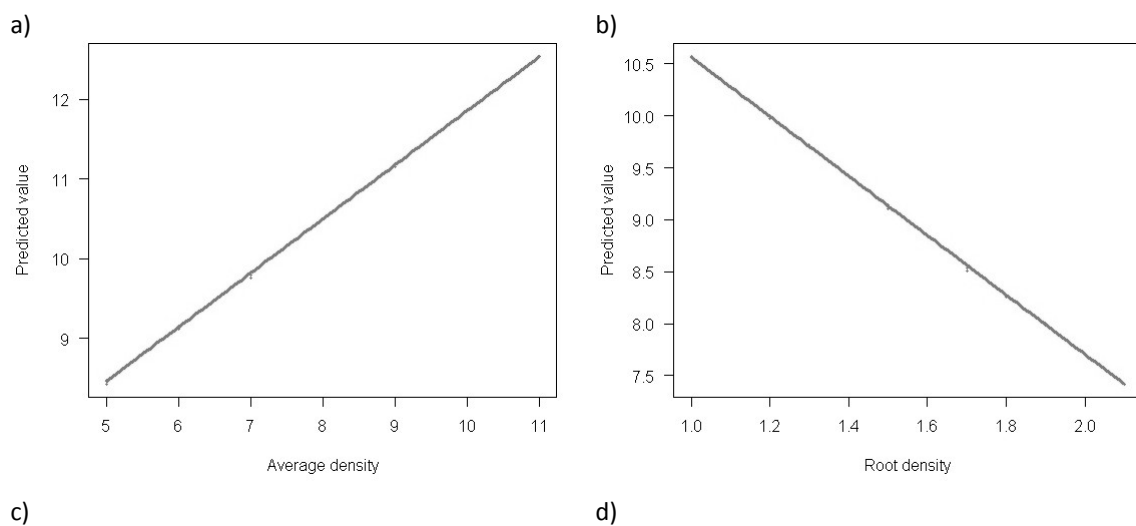 a)
b)
Predicted value
12
11
10
9
5 6 7 8 9 10 11
Average density
Predicted value
10.5
10.0
9.5
9.0
8.5
8.0
7.5
1.0 1.2 1.4 1.6 1.8 2.0
Root density
c)
d)